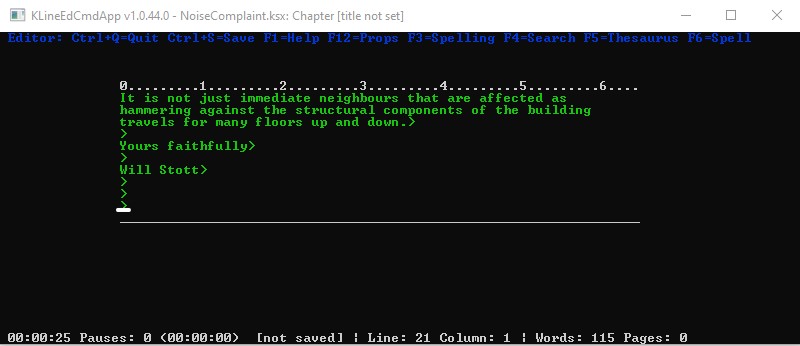 KLineEdCmdApp v1.0.44.0 - NoiseComplaint.ksx: Chapter [title not set]
Editor: Ctrl+Q=Quit Ctrl+S=Save F1=Help F12=Props F3=Spelling F4=Search F5=Thesaurus F6=Spell
0.........1.........2.........3.........4.........5.........6....
It is not just immediate neighbours that are affected as
hammering against the structural components of the building
travels for many floors up and down.>
>
Yours faithfully>
>
Will Stott>
>
>
>
00:00:25 Pauses: 0 (00:00:00)  [not saved] ¦ Line: 21 Column: 1 ¦ Words: 115 Pages: 0